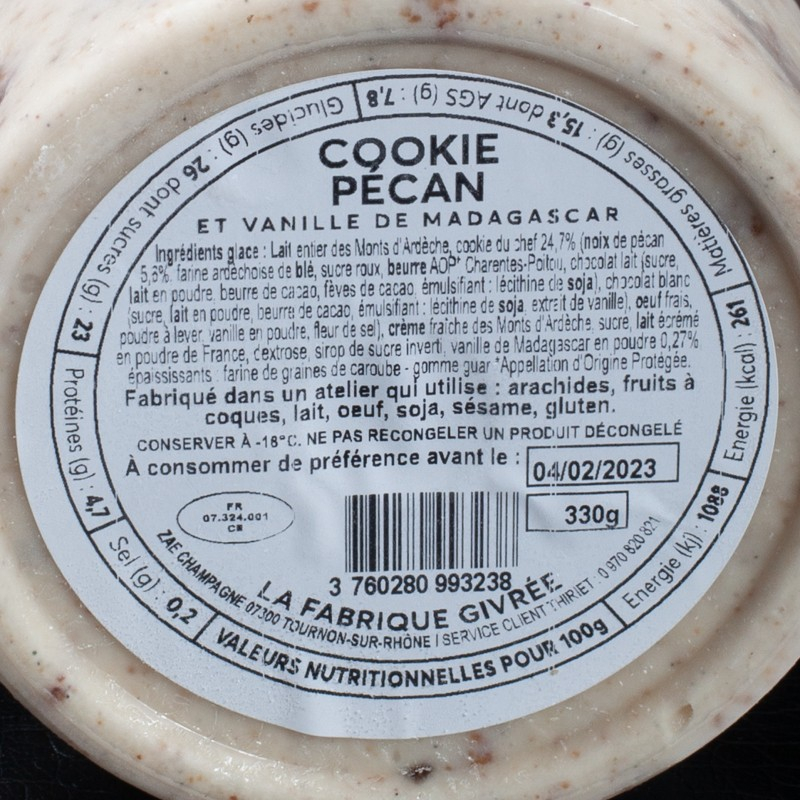 COOKIE
PÉCAN
ET VANILLE DE MADAGASCAR
Ingrédients glace : Lait entier des Monts d'Ardèche, cookie du chef 24,7% (noix de pécan
5,6%, farine ardéchoise de blé, sucre roux, beurre AOP* Charentes-Poitou, chocolat lait (sucre,
lait en poudre, beurre de cacao, fèves de cacao, émulsifiant : lécithine de soja), chocolat blanc
(sucre, lait en poudre, beurre de cacao, émulsifiant : lécithine de soja, extrait de vanille), oeuf frais,
poudre à lever, vanille en poudre, fleur de sel), crème fraîche des Monts d'Ardèche, sucre, lait écrémé
en poudre de France, dextrose, sirop de sucre inverti, vanille de Madagascar en poudre 0,27%
épaississants : farine de graines de caroube - gomme guar *Appellation d'Origine Protégée.
Fabriqué dans un atelier qui utilise : arachides, fruits à
coques, lait, oeuf, soja, sésame, gluten.
CONSERVER À -18°C. NE PAS RECONGELER UN PRODUIT DÉCONGELÉ
À consommer de préférence avant le : 04/02/2023
330g
FR
07.324.001
CE
3 760280 993238
LA FABRIQUE GIVRÉE
ZAE CHAMPAGNE 07300 TOURNON-SUR-RHÔNE / SERVICE CLIENT THIRIET : 0 970 820 821
VALEURS NUTRITIONNELLES POUR 100g
Energie (kj) : 1088
Energie (kcal) : 261
Matières grasses (g) : 15,3 dont AGS (g) : 7,8
Glucides (g) : 26 dont sucres (g) : 23
Protéines (g) : 4,7
Sel (g) : 0,2